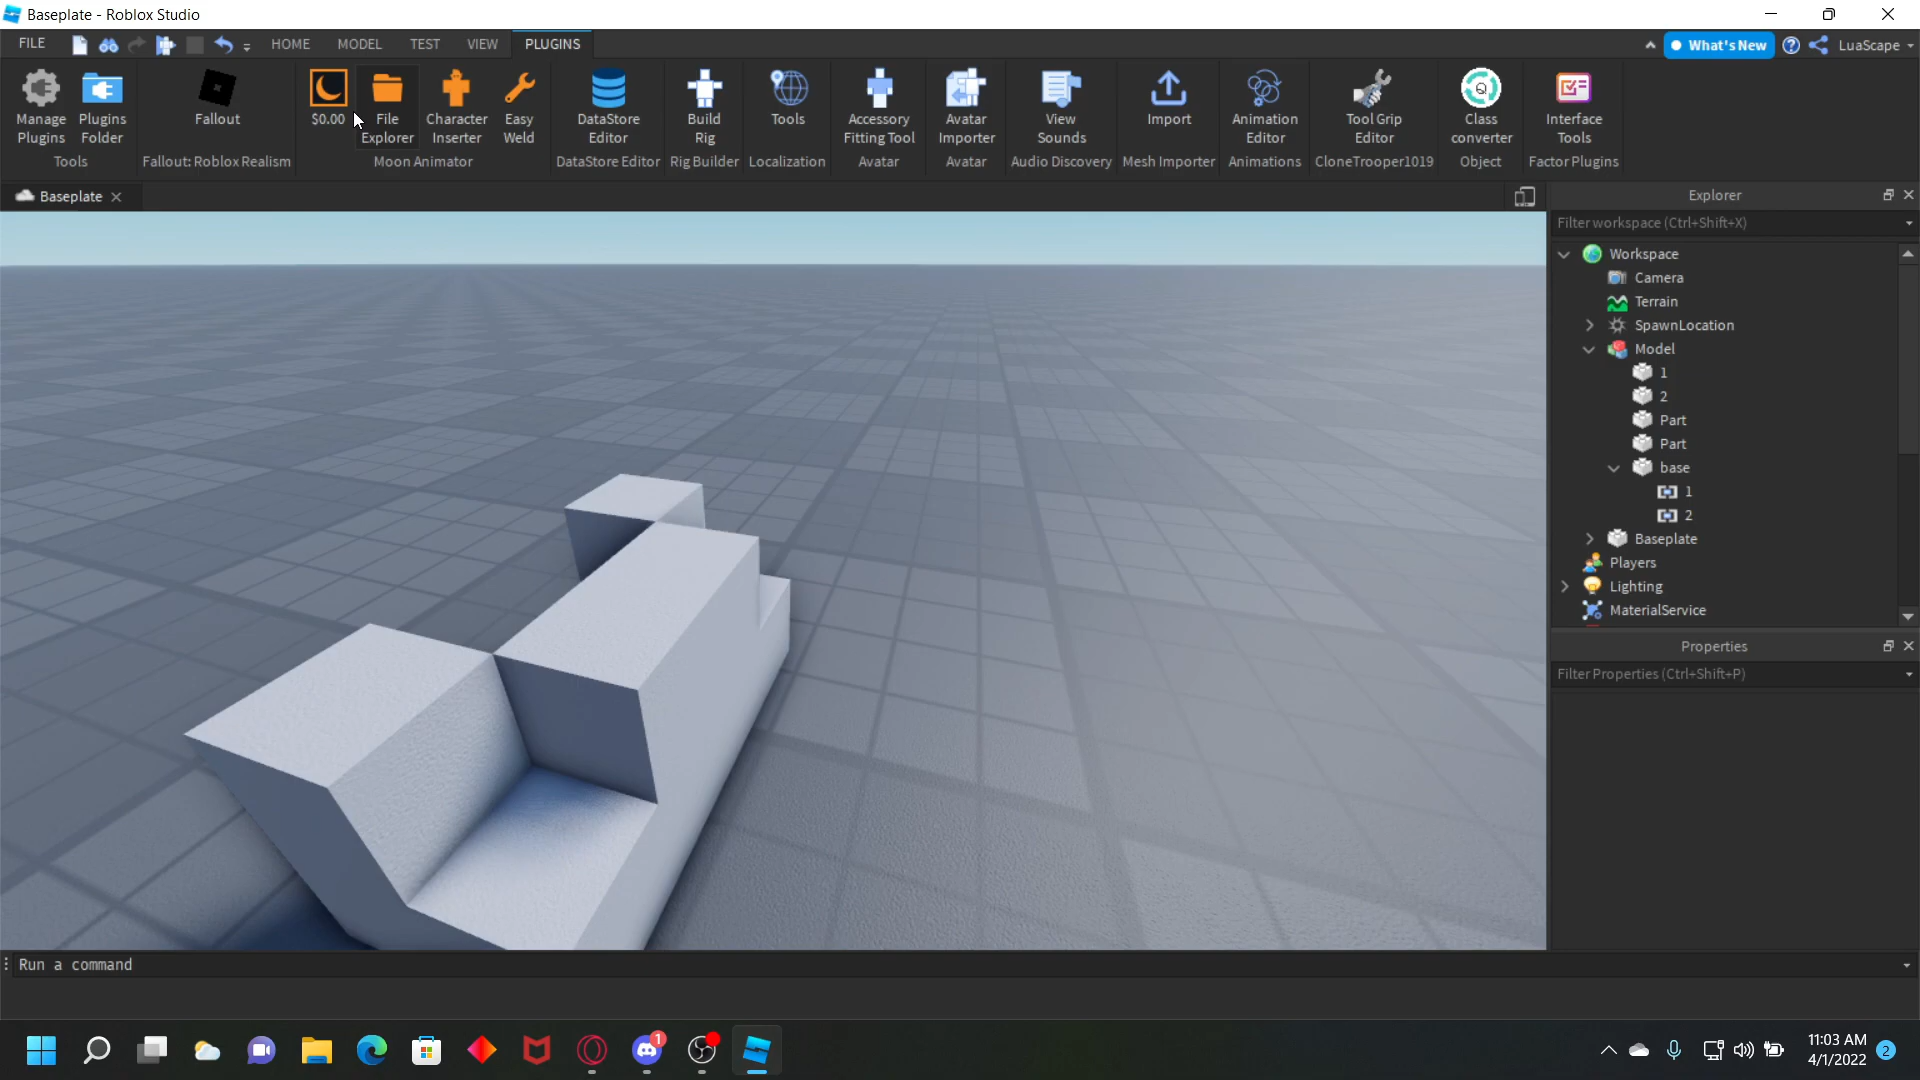 Baseplate - Roblox Studio
FILE HOME MODEL TEST VIEW PLUGINS What's New LuaScape
Manage Plugins
Plugins Folder
Tools
Fallout
Fallout: Roblox Realism
$0.00
File Explorer
Character Inserter
Easy Weld
Moon Animator
DataStore Editor
DataStore Editor
Build Rig
Rig Builder
Tools
Localization
Accessory Fitting Tool
Avatar
Avatar Importer
Avatar
View Sounds
Audio Discovery
Import
Mesh Importer
Animation Editor
Animations
Tool Grip Editor
CloneTrooper1019
Class converter
Object
Interface Tools
Factor Plugins
Baseplate
Explorer
Filter workspace (Ctrl+Shift+X)
Workspace
Camera
Terrain
SpawnLocation
Model
1
2
Part
Part
base
1
2
Baseplate
Players
Lighting
MaterialService
Properties
Filter Properties (Ctrl+Shift+P)
Run a command
1
11:03 AM
4/1/2022
2